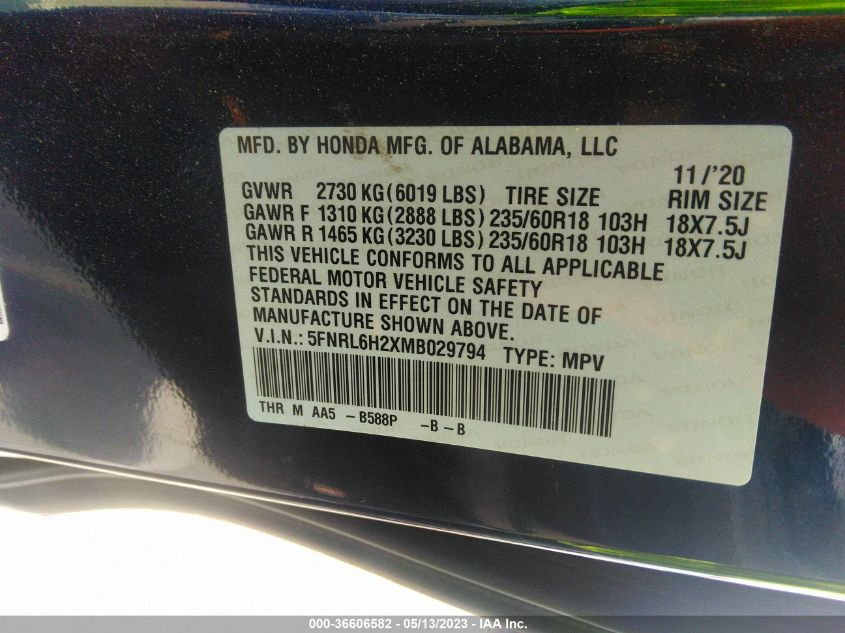 MFD. BY HONDA MFG. OF ALABAMA, LLC
11/'20
GVWR 2730 KG(6019 LBS) TIRE SIZE RIM SIZE
GAWR F 1310 KG(2888 LBS) 235/60R18 103H 18X7.5J
GAWR R 1465 KG(3230 LBS) 235/60R18 103H 18X7.5J
THIS VEHICLE CONFORMS TO ALL APPLICABLE
FEDERAL MOTOR VEHICLE SAFETY
STANDARDS IN EFFECT ON THE DATE OF
MANUFACTURE SHOWN ABOVE.
V.I.N.: 5FNRL6H2XMB029794 TYPE: MPV
THR M AA5 -B588P -B-B
000-36606582 - 05/13/2023 - IAA Inc.